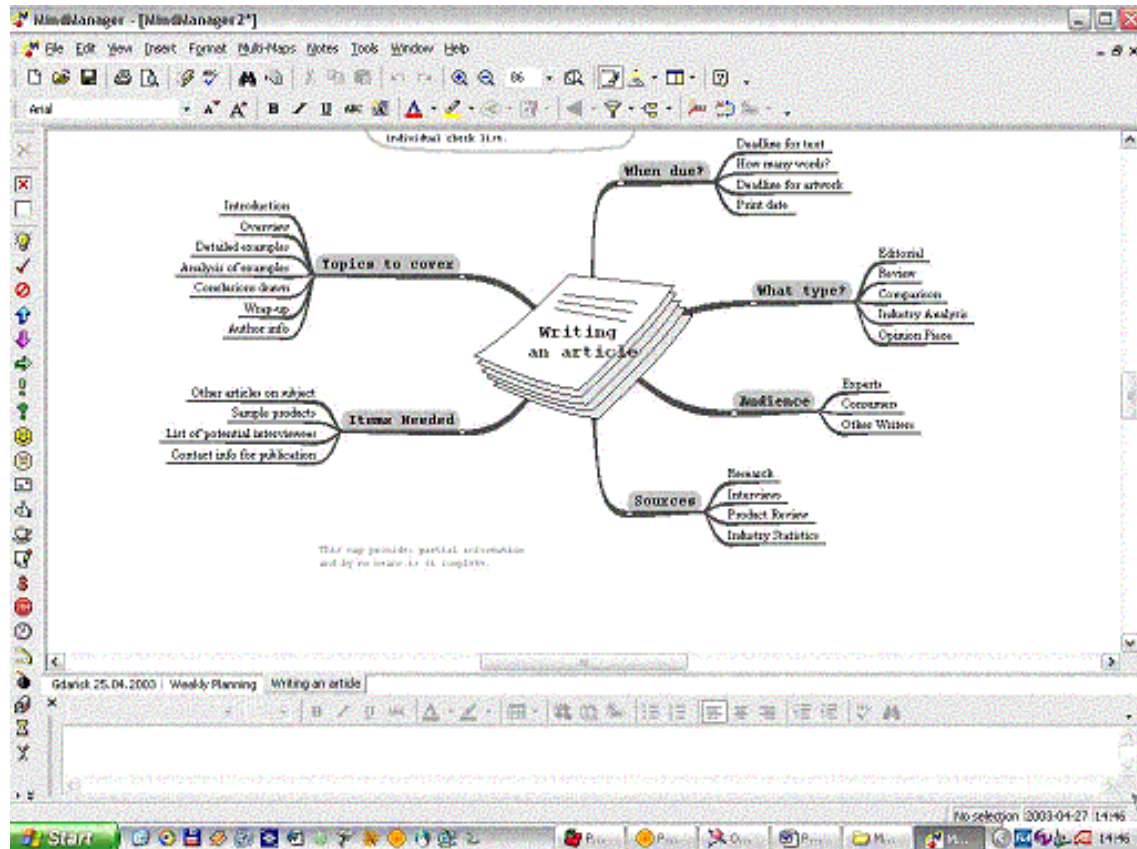 MindManager - [MindManager2*]
File Edit View Insert Format Multi-Maps Notes Tools Window Help
86
Arial
individual check list.
When due?
Deadline for text
How many words?
Deadline for artwork
Print date
Topics to cover
Introduction
Overview
Detailed examples
Analysis of examples
Conclusions drawn
Wrap-up
Author info
What type?
Editorial
Review
Comparison
Industry Analysis
Opinion Piece
Writing
an article
Items Needed
Other articles on subject
Sample products
List of potential interviewees
Contact info for publication
Audience
Experts
Consumers
Other Writers
Sources
Research
Interviews
Product Review
Industry Statistics
This map provides partial information
and by no means is it complete.
Gdańsk 25.04.2003 Weekly Planning Writing an article
No selection 2003-04-27 14:46
Start 14:46